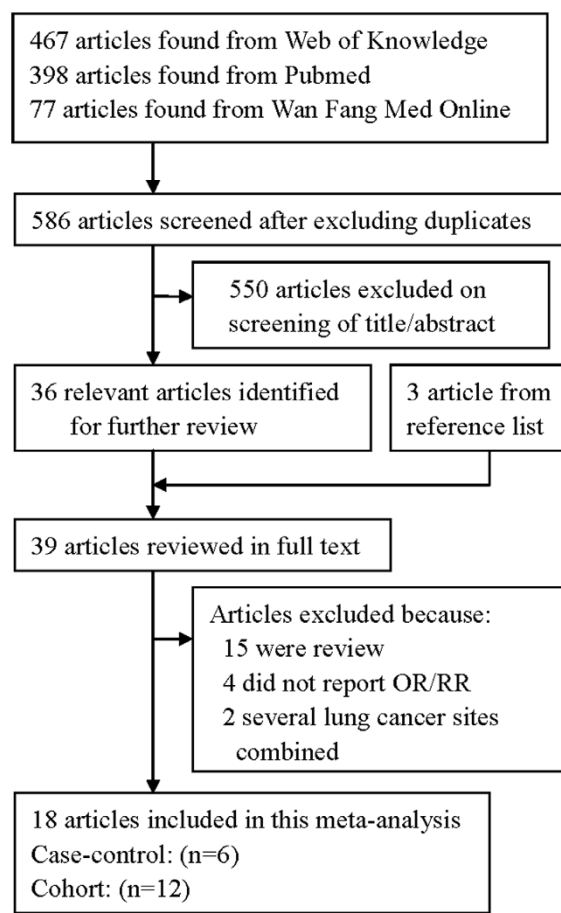 467 articles found from Web of Knowledge
398 articles found from Pubmed
77 articles found from Wan Fang Med Online
586 articles screened after excluding duplicates
550 articles excluded on
screening of title/abstract
36 relevant articles identified
for further review
3 article from
reference list
39 articles reviewed in full text
Articles excluded because:
15 were review
4 did not report OR/RR
2 several lung cancer sites
combined
18 articles included in this meta-analysis
Case-control: (n=6)
Cohort: (n=12)